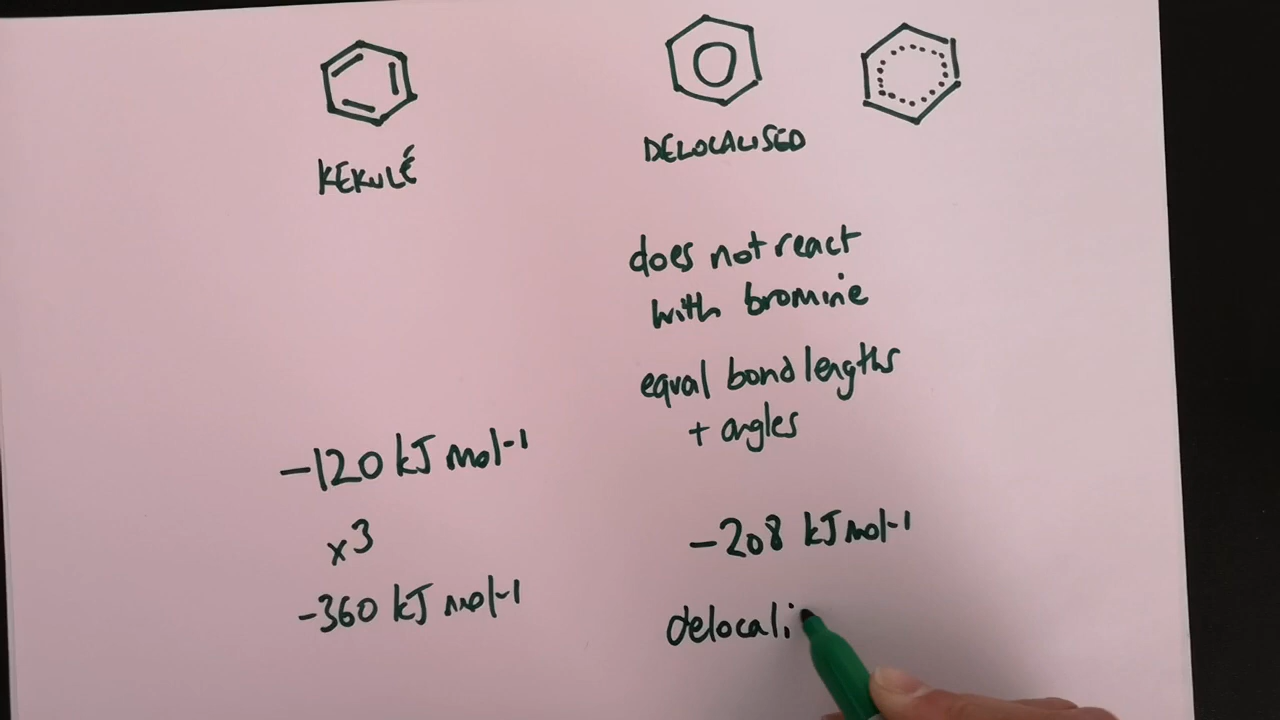 KEKULÉ
DELOCALISED
does not react
with bromine
equal bond lengths
+ angles
-120 kJ mol-1
x3
-360 kJ mol-1
-208 kJ mol-1
delocali